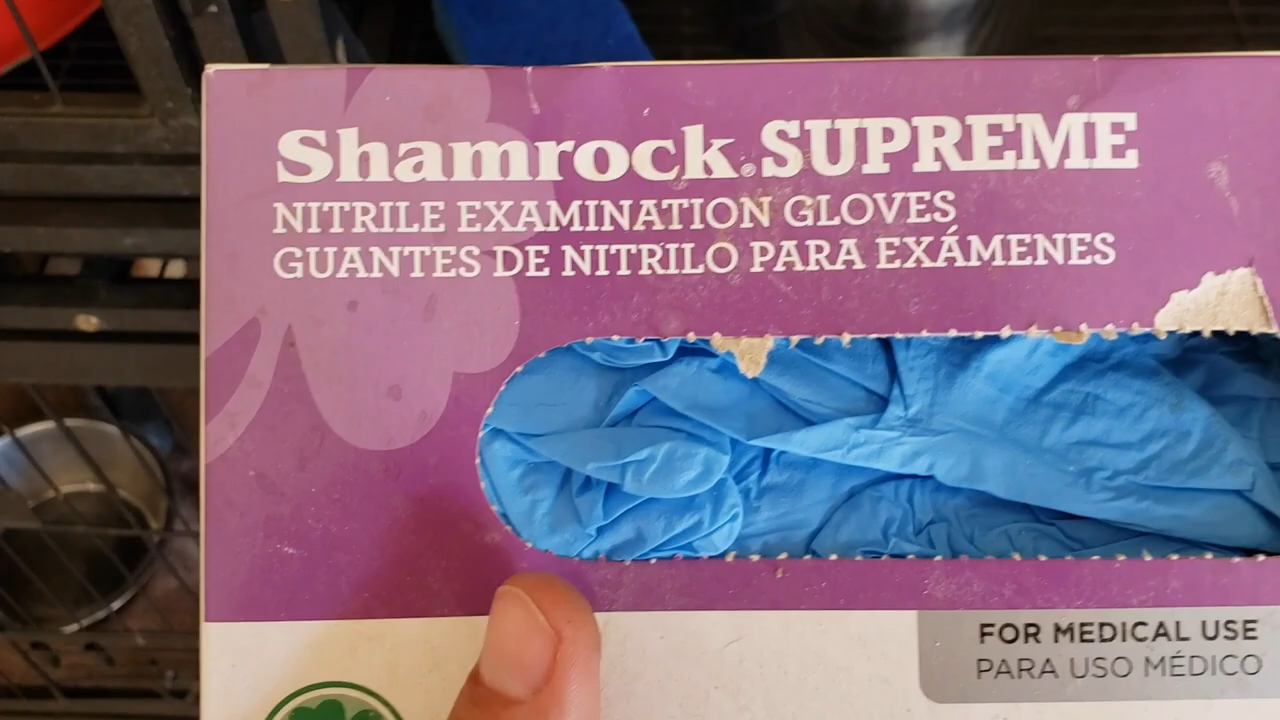 Shamrock® SUPREME
NITRILE EXAMINATION GLOVES
GUANTES DE NITRILO PARA EXÁMENES
FOR MEDICAL USE
PARA USO MÉDICO